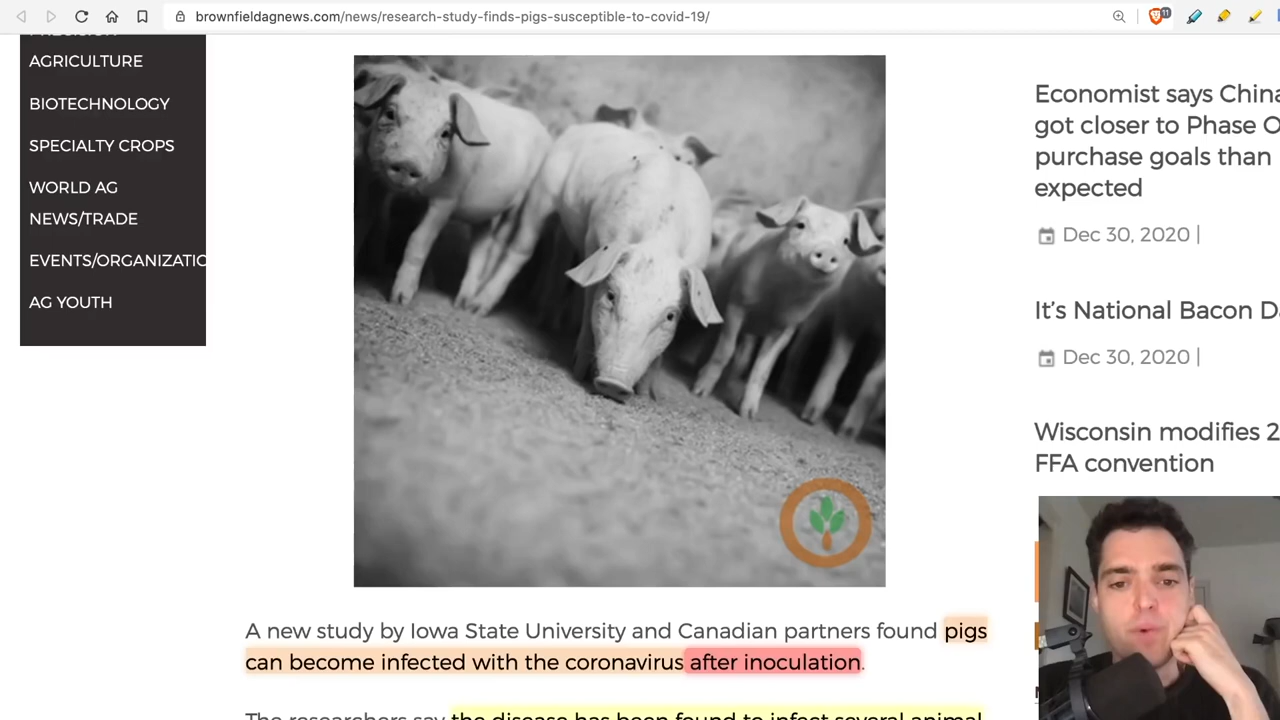 brownfieldagnews.com/news/research-study-finds-pigs-susceptible-to-covid-19/
11
PRECISION
AGRICULTURE
BIOTECHNOLOGY
SPECIALTY CROPS
WORLD AG
NEWS/TRADE
EVENTS/ORGANIZATIO
AG YOUTH
A new study by Iowa State University and Canadian partners found pigs
can become infected with the coronavirus after inoculation.
The researchers say the disease has been found to infect several animal
Economist says China
got closer to Phase O
purchase goals than
expected
Dec 30, 2020 |
It's National Bacon Da
Dec 30, 2020 |
Wisconsin modifies 2
FFA convention